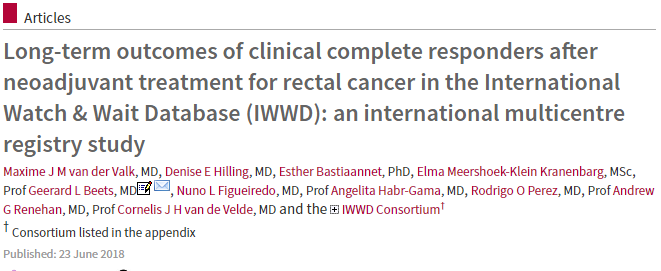 Articles
Long-term outcomes of clinical complete responders after
neoadjuvant treatment for rectal cancer in the International
Watch & Wait Database (IWWD): an international multicentre
registry study
Maxime J M van der Valk, MD, Denise E Hilling, MD, Esther Bastiaannet, PhD, Elma Meershoek-Klein Kranenbarg, MSc,
Prof Geerard L Beets, MD, Nuno L Figueiredo, MD, Prof Angelita Habr-Gama, MD, Rodrigo O Perez, MD, Prof Andrew
G Renehan, MD, Prof Cornelis J H van de Velde, MD and the IWWD Consortium†
† Consortium listed in the appendix
Published: 23 June 2018